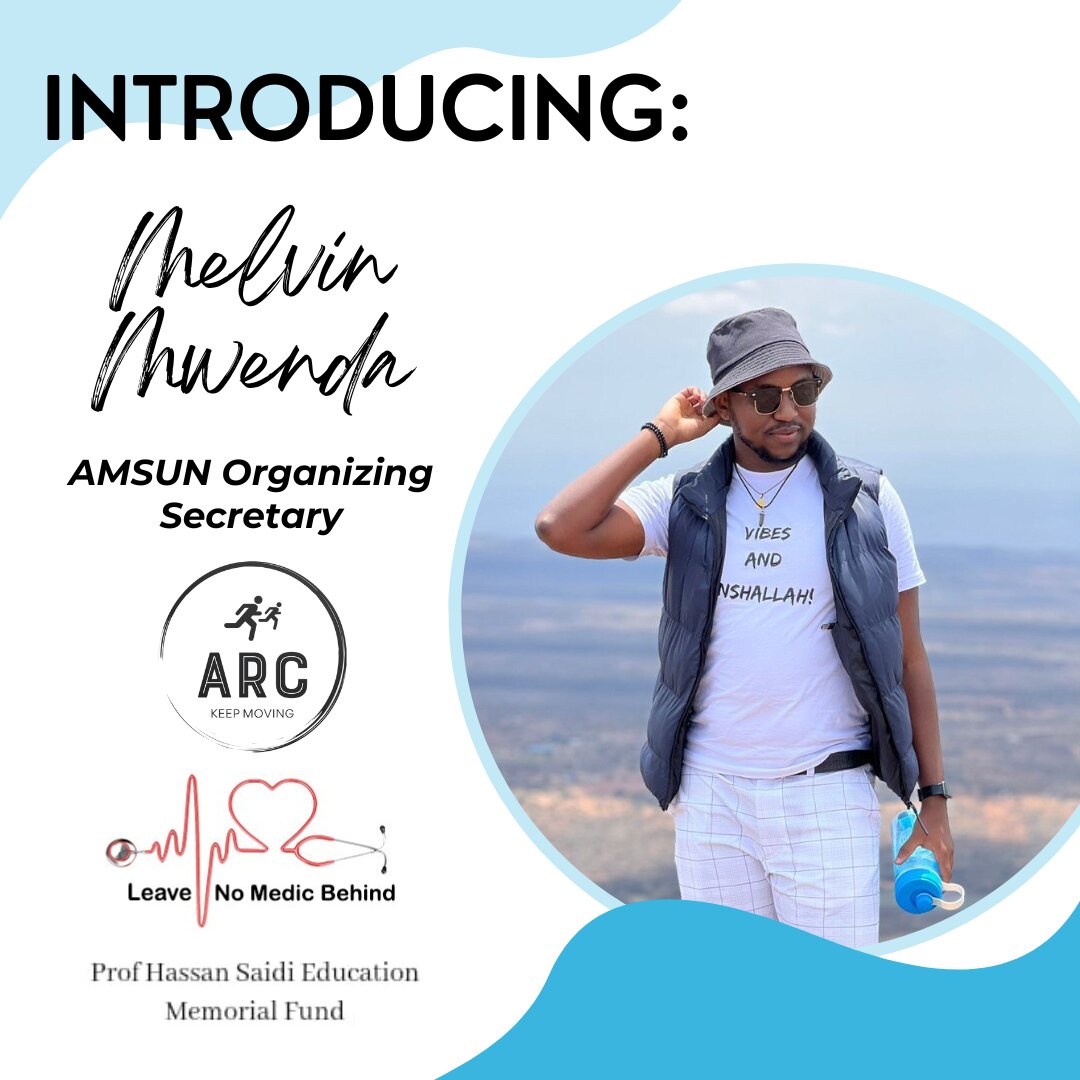 INTRODUCING:
Melvin
Mwenda
AMSUN Organizing
Secretary
ARC
KEEP MOVING
Leave No Medic Behind
Prof Hassan Saidi Education
Memorial Fund
VIBES
AND
NSHALLAH!